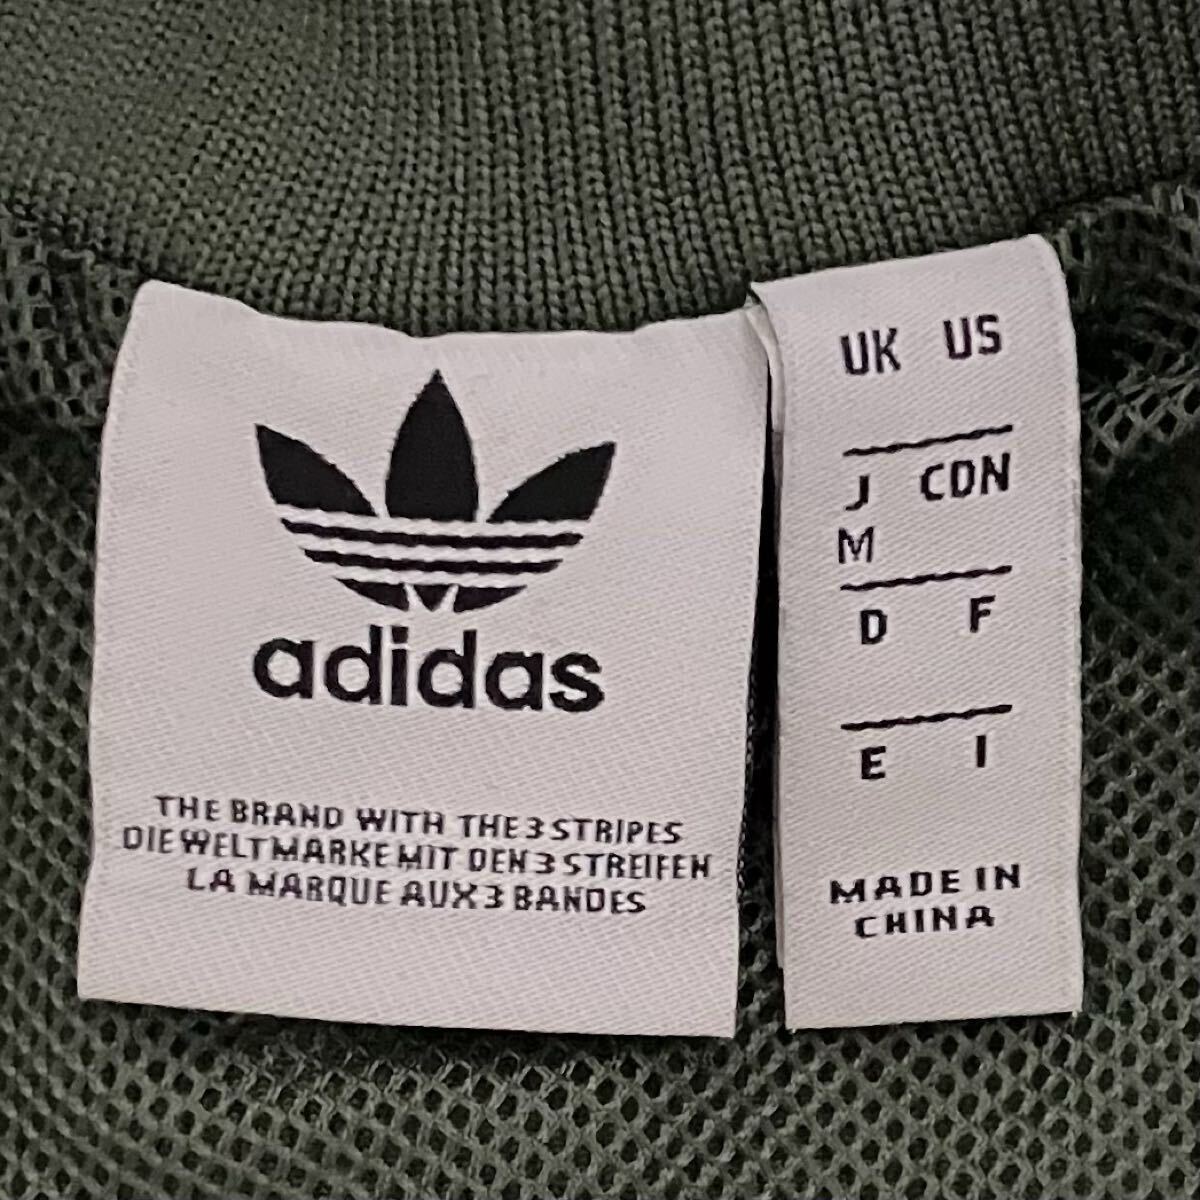 adidas
THE BRAND WITH THE 3 STRIPES
DIE WELTMARKE MIT DEN 3 STREIFEN
LA MARQUE AUX 3 BANDES
UK US
J CDN
M
D F
E I
MADE IN
CHINA